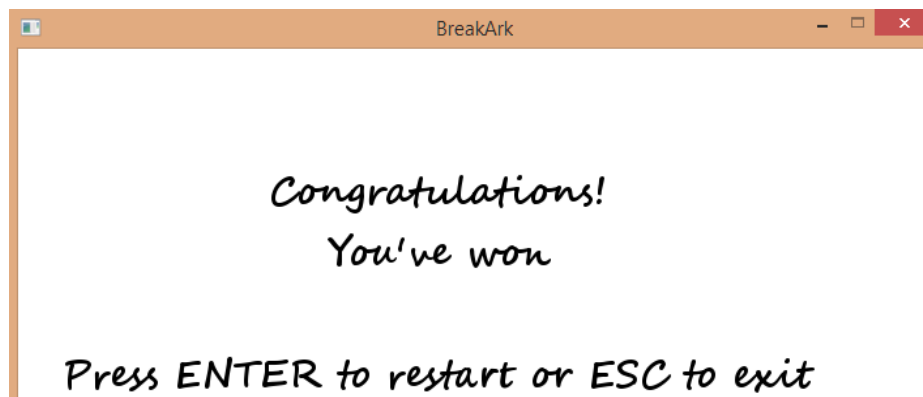 BreakArk
Congratulations!
You've won
Press ENTER to restart or ESC to exit